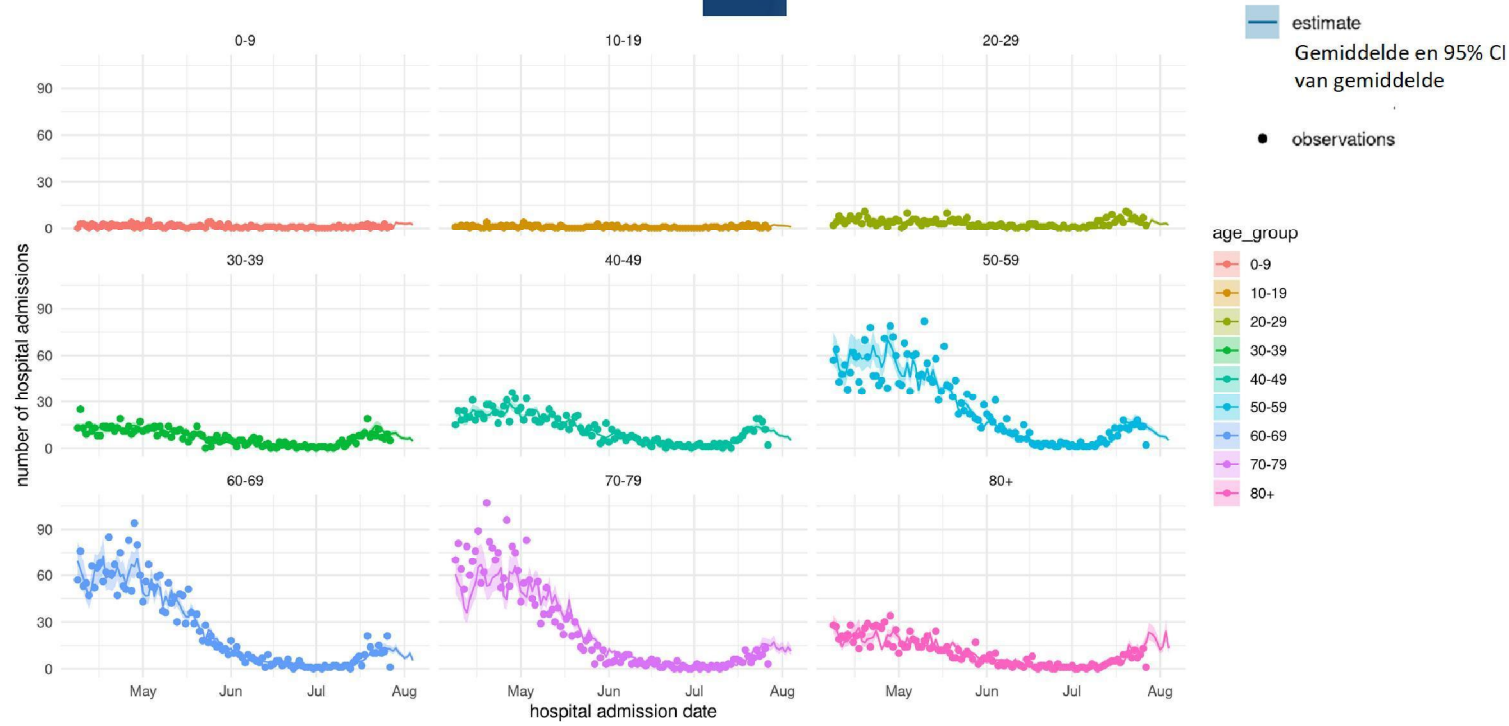 0-9
10-19
20-29
estimate
Gemiddelde en 95% CI
van gemiddelde
observations
90
60
30
0
30-39
40-49
50-59
90
60
30
0
60-69
70-79
80+
90
60
30
0
May
Jun
Jul
Aug
May
Jun
Jul
Aug
May
Jun
Jul
Aug
number of hospital admissions
hospital admission date
age_group
0-9
10-19
20-29
30-39
40-49
50-59
60-69
70-79
80+